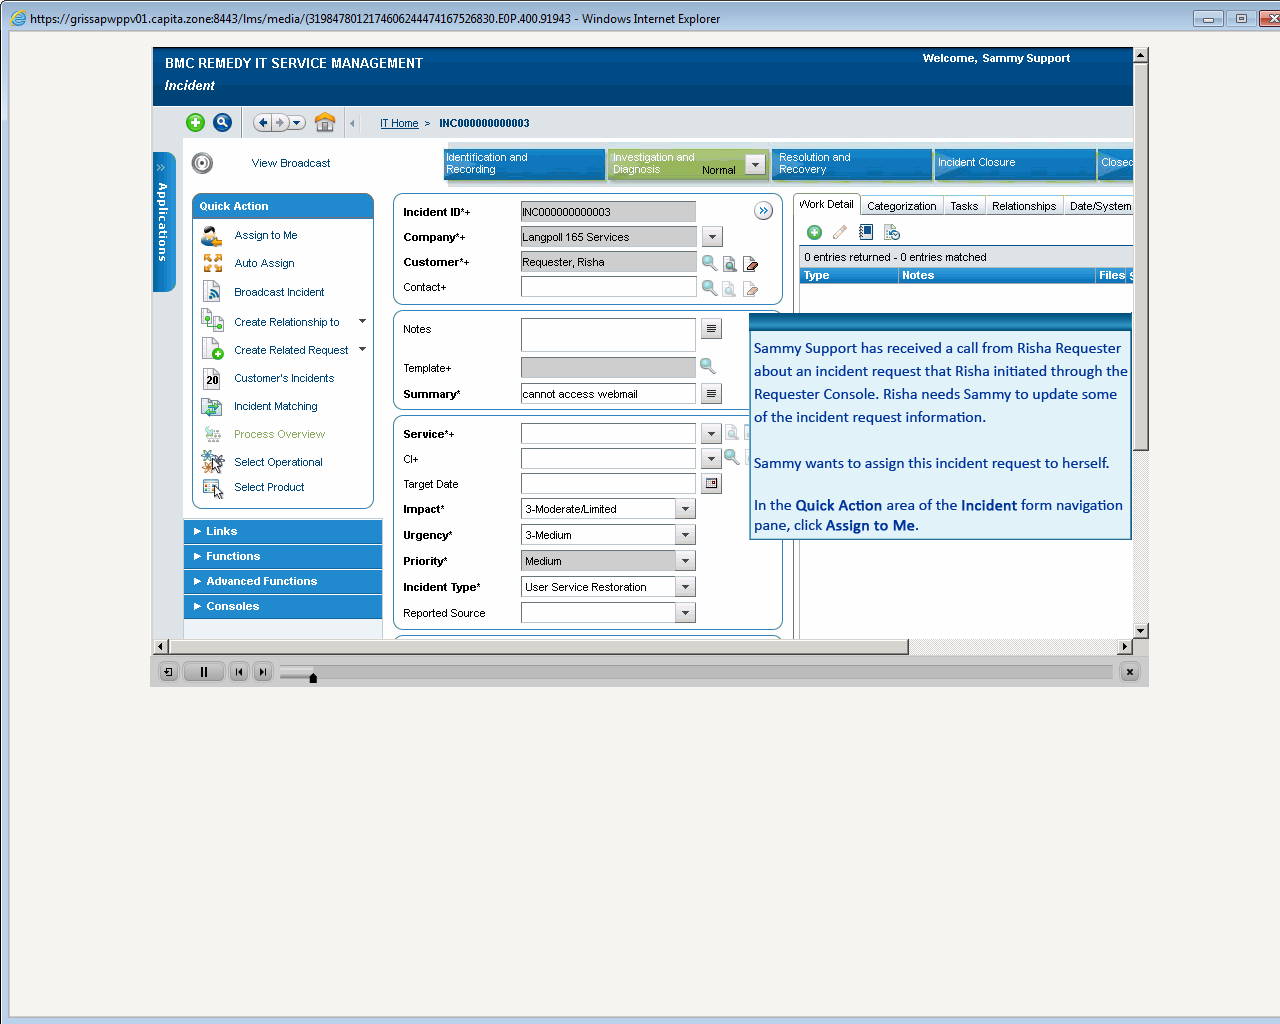 https://grissapwppv01.capita.zone:8443/lms/media/(3198478012174606244474167526830.E0P.400.91943 - Windows Internet Explorer
BMC REMEDY IT SERVICE MANAGEMENT
Welcome, Sammy Support
Incident
IT Home > INC000000000003
Applications
View Broadcast
Identification and
Recording
Investigation and
Diagnosis
Normal
Resolution and
Recovery
Incident Closure
Closed
Quick Action
Assign to Me
Auto Assign
Broadcast Incident
Create Relationship to
Create Related Request
20
Customer's Incidents
Incident Matching
Process Overview
Select Operational
Select Product
Links
Functions
Advanced Functions
Consoles
Incident ID*+
INC000000000003
Company*+
Langpoll 165 Services
Customer*+
Requester, Risha
Contact+
Notes
Template+
Summary*
cannot access webmail
Service*+
CI+
Target Date
Impact*
3-Moderate/Limited
Urgency*
3-Medium
Priority*
Medium
Incident Type*
User Service Restoration
Reported Source
Work Detail
Categorization
Tasks
Relationships
Date/System
0 entries returned - 0 entries matched
Type
Notes
Files
Sammy Support has received a call from Risha Requester
about an incident request that Risha initiated through the
Requester Console. Risha needs Sammy to update some
of the incident request information.
Sammy wants to assign this incident request to herself.
In the Quick Action area of the Incident form navigation
pane, click Assign to Me.